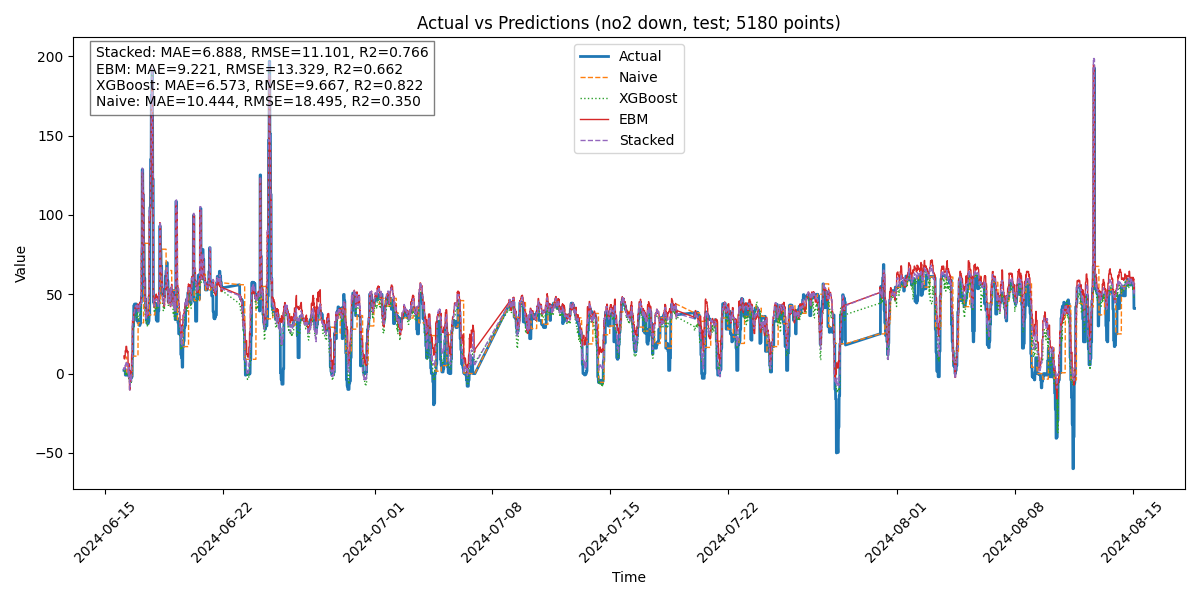 Actual vs Predictions (no2 down, test; 5180 points)
Stacked: MAE=6.888, RMSE=11.101, R2=0.766
EBM: MAE=9.221, RMSE=13.329, R2=0.662
XGBoost: MAE=6.573, RMSE=9.667, R2=0.822
Naive: MAE=10.444, RMSE=18.495, R2=0.350
Actual
Naive
XGBoost
EBM
Stacked
Value
200
150
100
50
0
−50
2024-06-15
2024-06-22
2024-07-01
2024-07-08
2024-07-15
2024-07-22
2024-08-01
2024-08-08
2024-08-15
Time